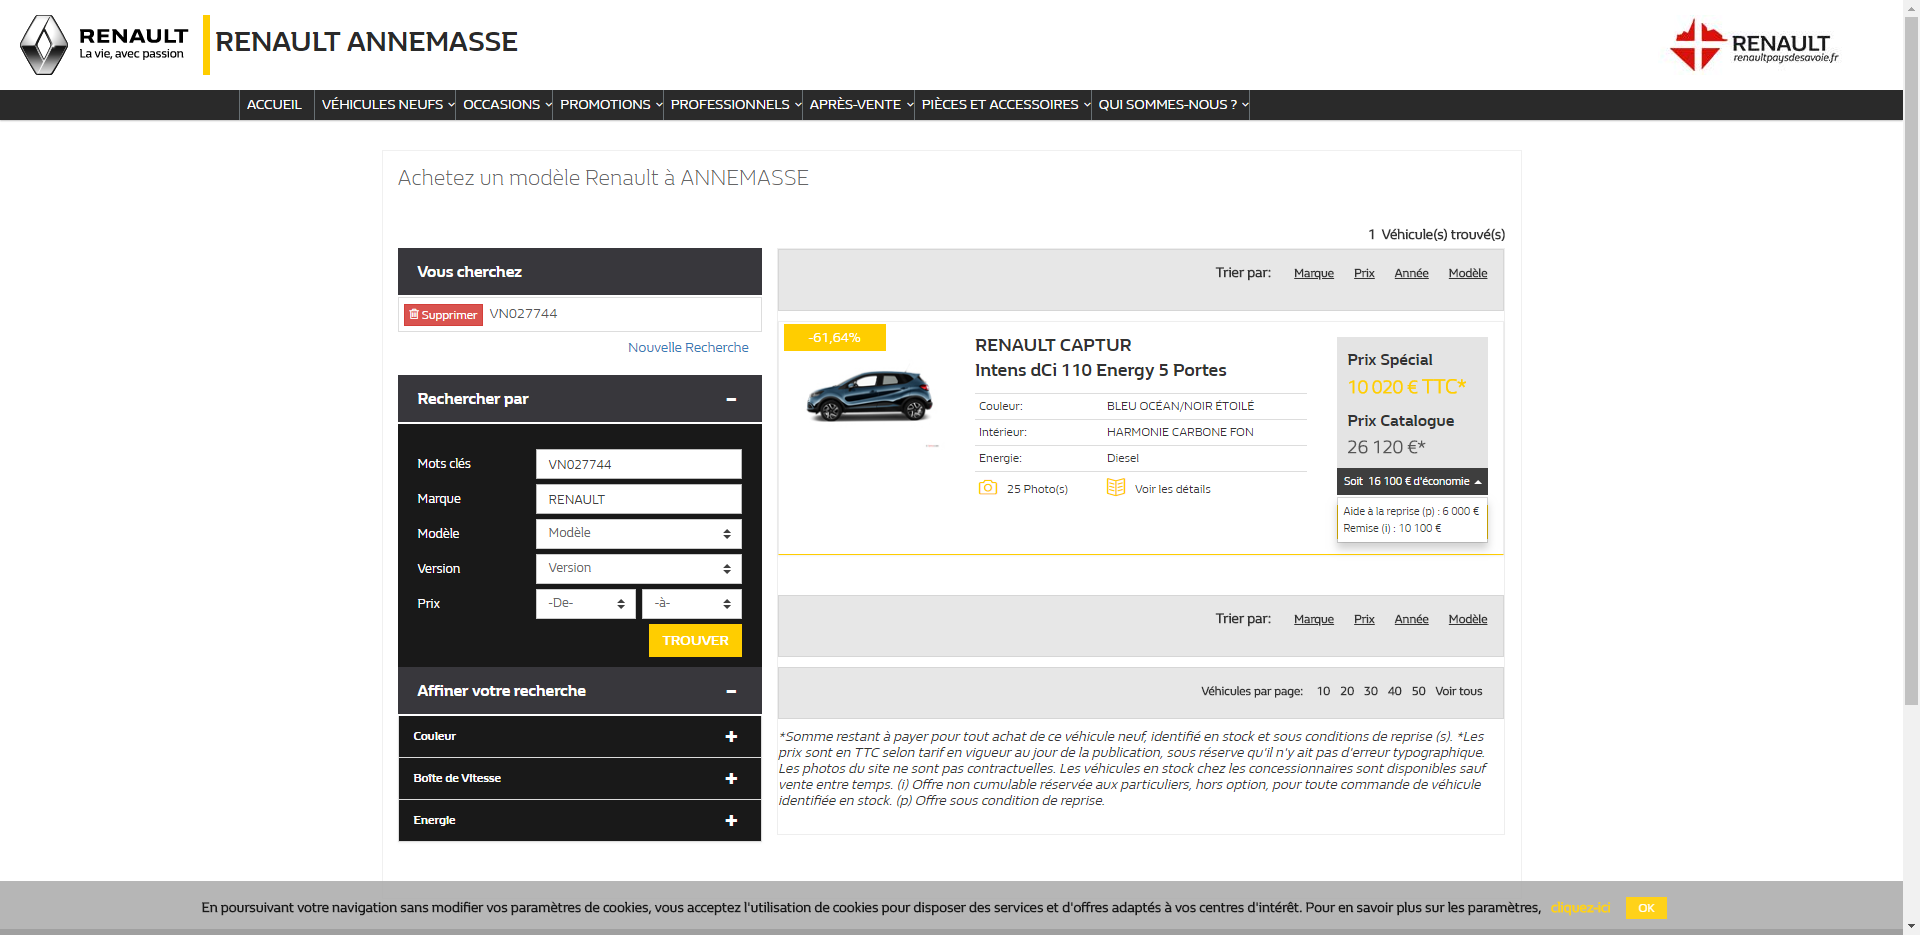 RENAULT
La vie, avec passion
RENAULT ANNEMASSE
RENAULT
renaultpaysdesavoie.fr
ACCUEIL VÉHICULES NEUFS OCCASIONS PROMOTIONS PROFESSIONNELS APRÈS-VENTE PIÈCES ET ACCESSOIRES QUI SOMMES-NOUS ?
Achetez un modèle Renault à ANNEMASSE
1 Véhicule(s) trouvé(s)
Vous cherchez
Supprimer VN027744
Nouvelle Recherche
Rechercher par
Mots clés VN027744
Marque RENAULT
Modèle Modèle
Version Version
Prix -De- -à-
TROUVER
Affiner votre recherche
Couleur
Boîte de Vitesse
Energie
Trier par: Marque Prix Année Modèle
-61,64%
RENAULT CAPTUR
Intens dCi 110 Energy 5 Portes
Couleur: BLEU OCÉAN/NOIR ÉTOILÉ
Intérieur: HARMONIE CARBONE FON
Energie: Diesel
25 Photo(s) Voir les détails
Prix Spécial
10 020 € TTC*
Prix Catalogue
26 120 €*
Soit 16 100 € d'économie
Aide à la reprise (p) : 6 000 €
Remise (i) : 10 100 €
Trier par: Marque Prix Année Modèle
Véhicules par page: 10 20 30 40 50 Voir tous
*Somme restant à payer pour tout achat de ce véhicule neuf, identifié en stock et sous conditions de reprise (s). *Les
prix sont en TTC selon tarif en vigueur au jour de la publication, sous réserve qu'il n'y ait pas d'erreur typographique.
Les photos du site ne sont pas contractuelles. Les véhicules en stock chez les concessionnaires sont disponibles sauf
vente entre temps. (i) Offre non cumulable réservée aux particuliers, hors option, pour toute commande de véhicule
identifiée en stock. (p) Offre sous condition de reprise.
En poursuivant votre navigation sans modifier vos paramètres de cookies, vous acceptez l'utilisation de cookies pour disposer des services et d'offres adaptés à vos centres d'intérêt. Pour en savoir plus sur les paramètres, cliquez-ici OK